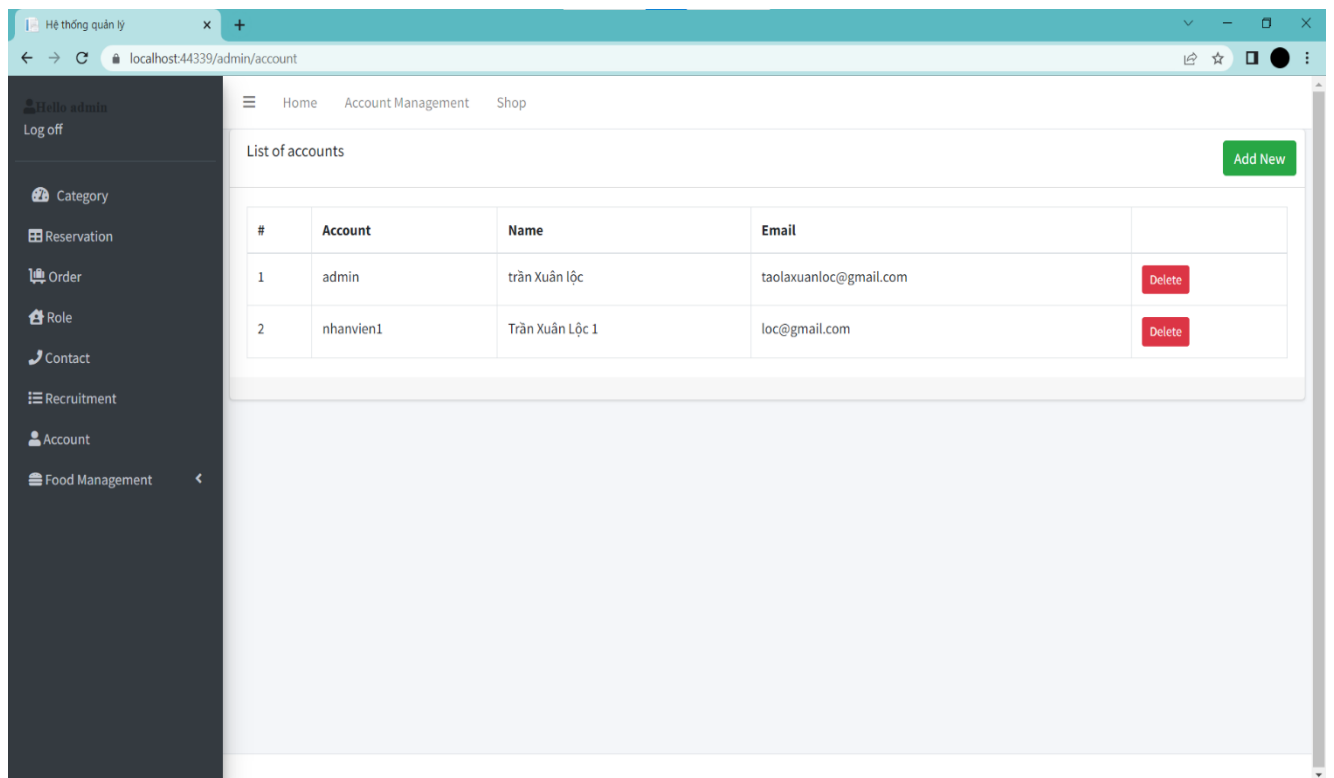 Hệ thống quản lý
localhost:44339/admin/account
Hello admin
Log off
Category
Reservation
Order
Role
Contact
Recruitment
Account
Food Management
Home Account Management Shop
List of accounts
Add New
# Account Name Email
1 admin trần Xuân lộc taolaxuanloc@gmail.com Delete
2 nhanvien1 Trần Xuân Lộc 1 loc@gmail.com Delete